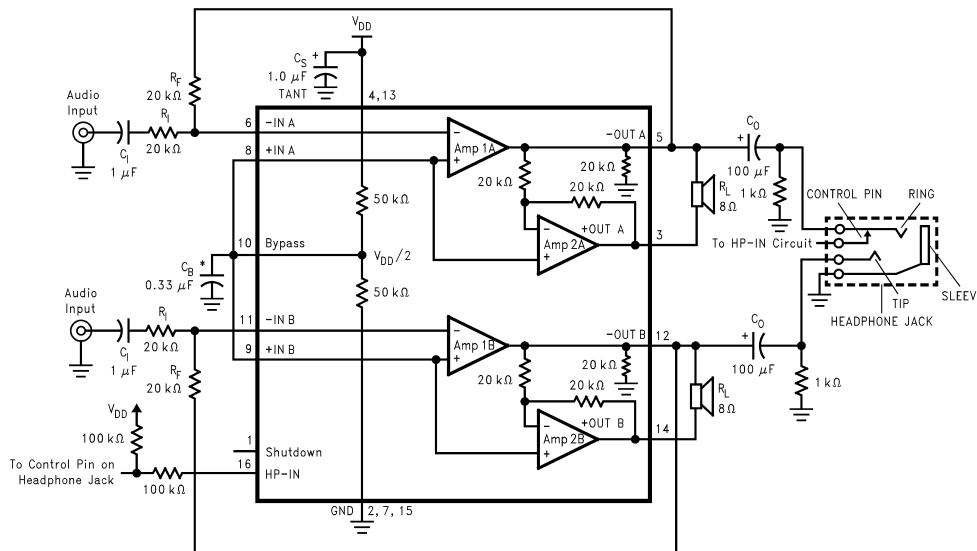 V_DD
C_S
+
1.0 µF
TANT
4,13
R_F
20 kΩ
Audio
Input
R_I
20 kΩ
C_I
1 µF
6
-IN A
8
+IN A
-
Amp 1A
+
-OUT A
5
20 kΩ
20 kΩ
20 kΩ
-
Amp 2A
+
+OUT A
3
R_L
8Ω
C_O
+
100 µF
1 kΩ
CONTROL PIN
RING
To HP-IN Circuit
TIP
SLEEV
HEADPHONE JACK
50 kΩ
10
Bypass
V_DD/2
C_B
*
0.33 µF
50 kΩ
Audio
Input
R_I
20 kΩ
C_I
1 µF
R_F
20 kΩ
11
-IN B
9
+IN B
-
Amp 1B
+
-OUT B
12
20 kΩ
20 kΩ
20 kΩ
-
Amp 2B
+
+OUT B
14
R_L
8Ω
C_O
+
100 µF
1 kΩ
V_DD
100 kΩ
To Control Pin on
Headphone Jack
100 kΩ
1
Shutdown
16
HP-IN
GND
2, 7, 15